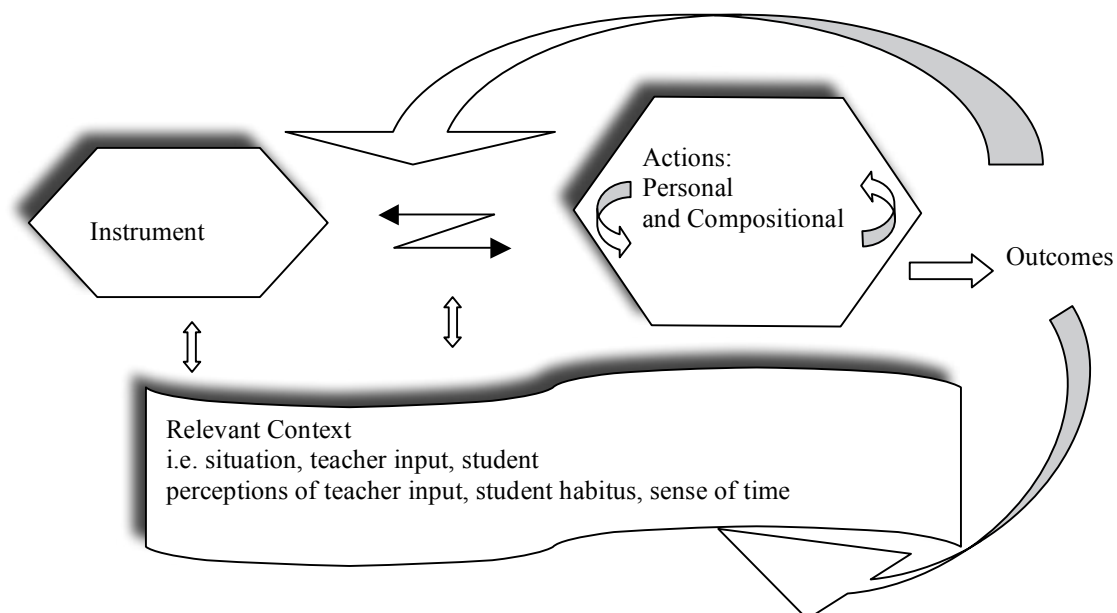 Instrument
Actions:
Personal
and Compositional
Outcomes
Relevant Context
i.e. situation, teacher input, student
perceptions of teacher input, student habitus, sense of time